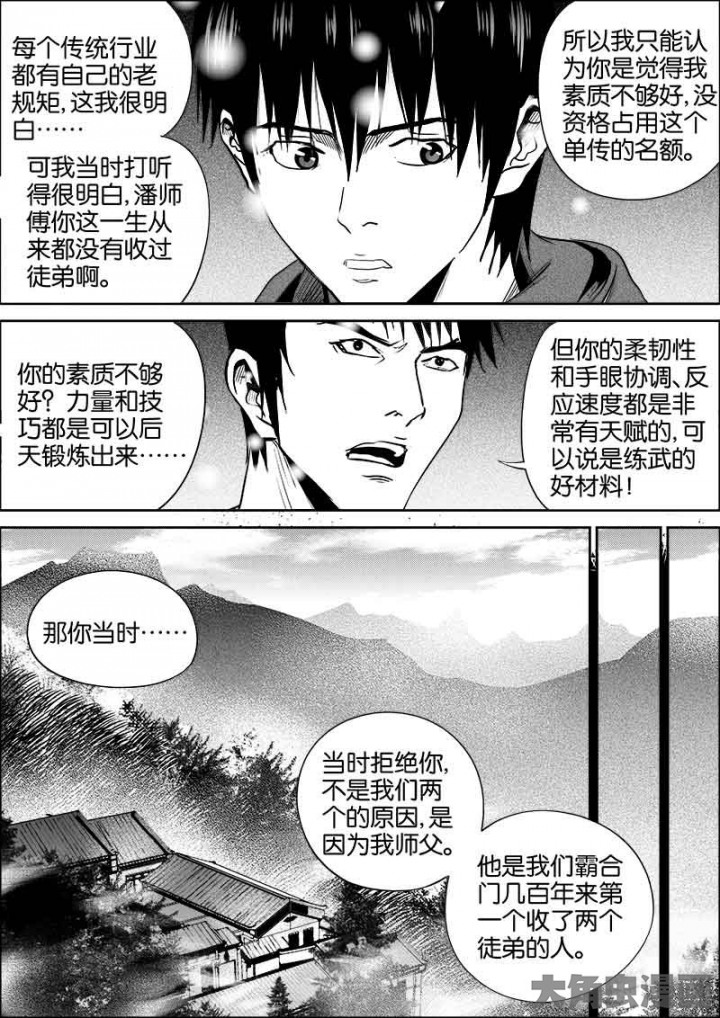 每个传统行业
都有自己的老
规矩，这我很明
白……
可我当时打听
得很明白，潘师
傅你这一生从
来都没有收过
徒弟啊。
所以我只能认
为你是觉得我
素质不够好，没
资格占用这个
单传的名额。
你的素质不够
好？力量和技
巧都是可以后
天锻炼出来……
但你的柔韧性
和手眼协调、反
应速度都是非
常有天赋的，可
以说是练武的
好材料！
那你当时……
当时拒绝你，
不是我们两
个的原因，是
因为我师父。
他是我们霸合
门几百年来第
一个收了两个
徒弟的人。
大角虫漫画